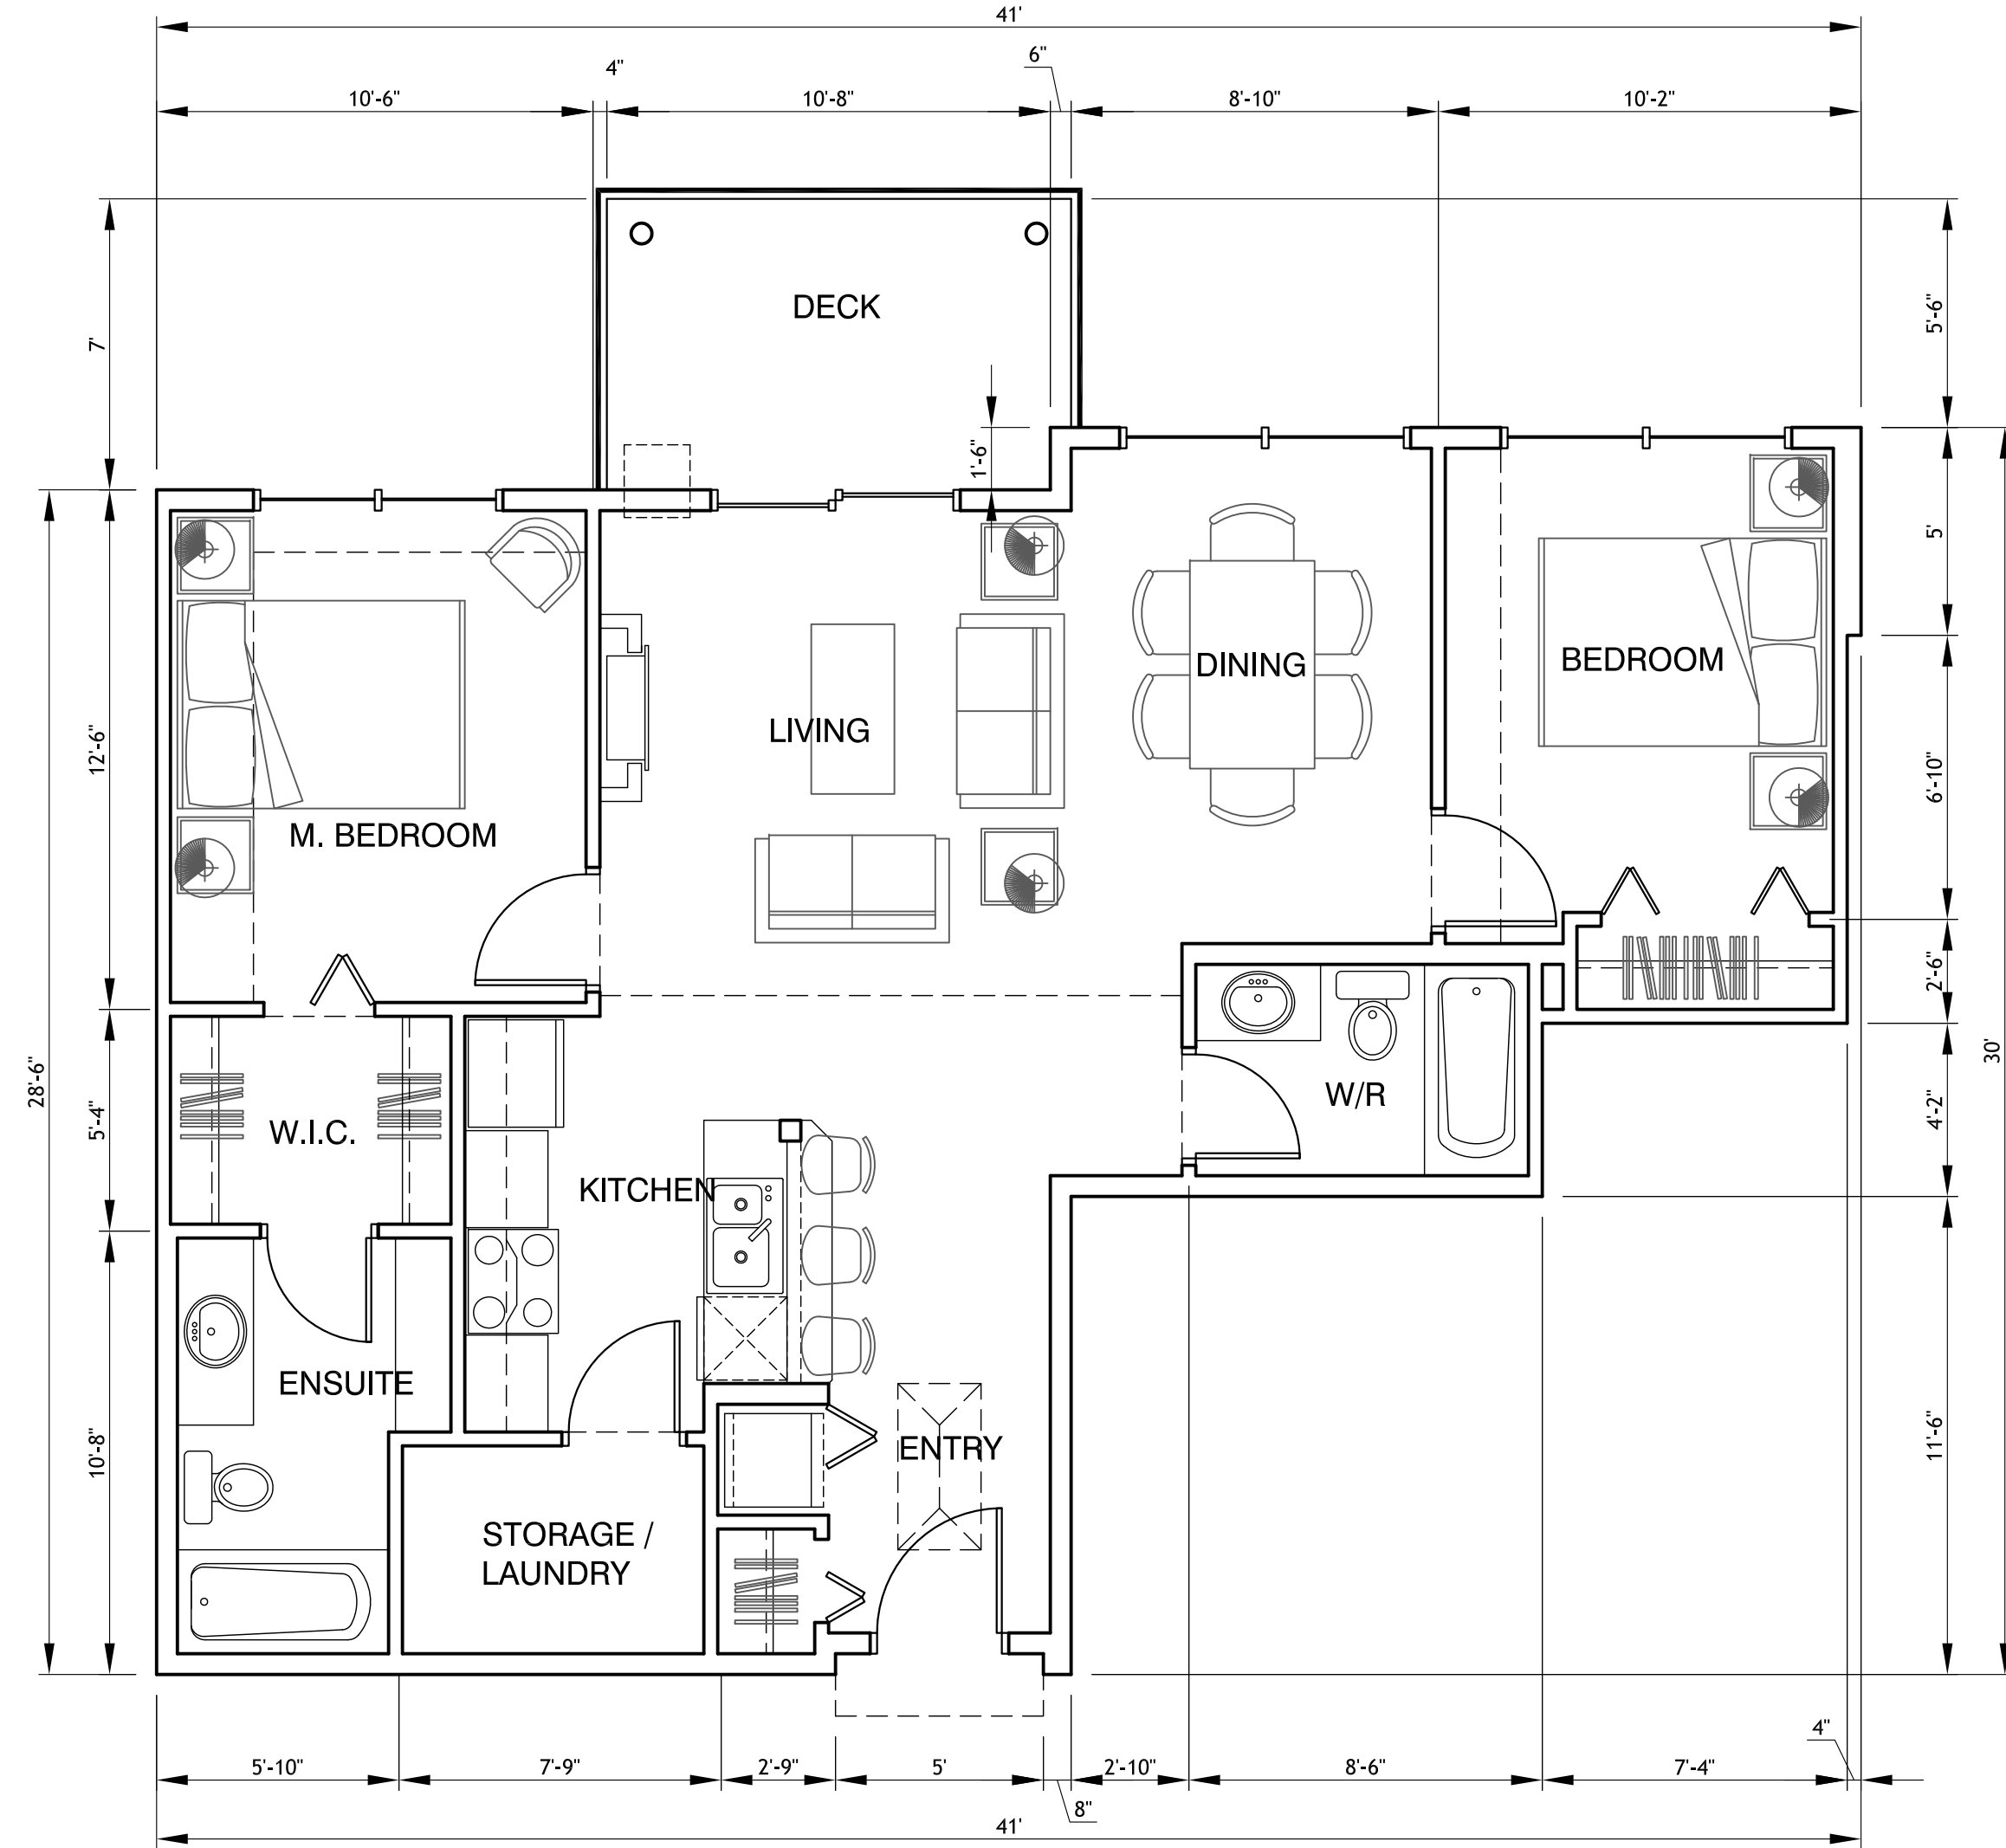 41'
4"
6"
10'-6"
10'-8"
8'-10"
10'-2"
7'
DECK
5'-6"
1'-6"
5'
12'-6"
LIVING
DINING
BEDROOM
M. BEDROOM
6'-10"
2'-6"
28'-6"
30'
5'-4"
W.I.C.
W/R
4'-2"
KITCHEN
ENSUITE
10'-8"
ENTRY
11'-6"
STORAGE /
LAUNDRY
4"
5'-10"
7'-9"
2'-9"
5'
2'-10"
8'-6"
7'-4"
8"
41'